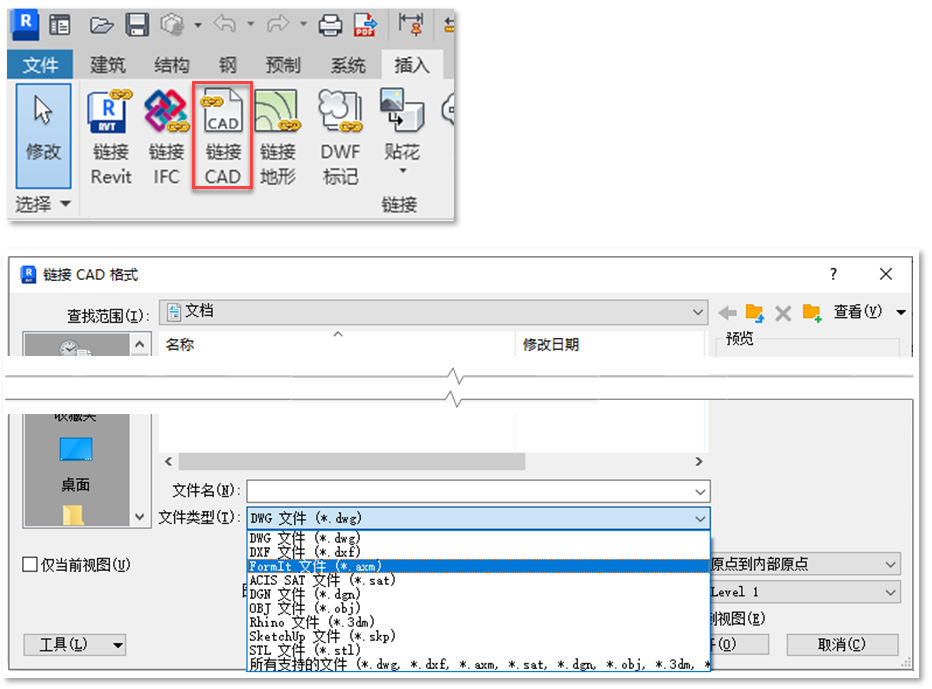 R
PDF
文件 建筑 结构 钢 预制 系统 插入
R
RVT
CAD
修改
链接
Revit
链接
IFC
链接
CAD
链接
地形
DWF
标记
贴花
选择
链接
R 链接 CAD 格式 ?
查找范围(I): 文档 查看(V)
名称 修改日期 预览
收藏夹
桌面
文件名(N):
文件类型(T): DWG 文件 (*.dwg)
DWG 文件 (*.dwg)
DXF 文件 (*.dxf)
FormIt 文件 (*.axm)
ACIS SAT 文件 (*.sat)
DGN 文件 (*.dgn)
OBJ 文件 (*.obj)
Rhino 文件 (*.3dm)
SketchUp 文件 (*.skp)
STL 文件 (*.stl)
所有支持的文件 (*.dwg, *.dxf, *.axm, *.sat, *.dgn, *.obj, *.3dm, *
仅当前视图(U)
原点到内部原点
Level 1
视图(E)
工具(L) (O) 取消(C)